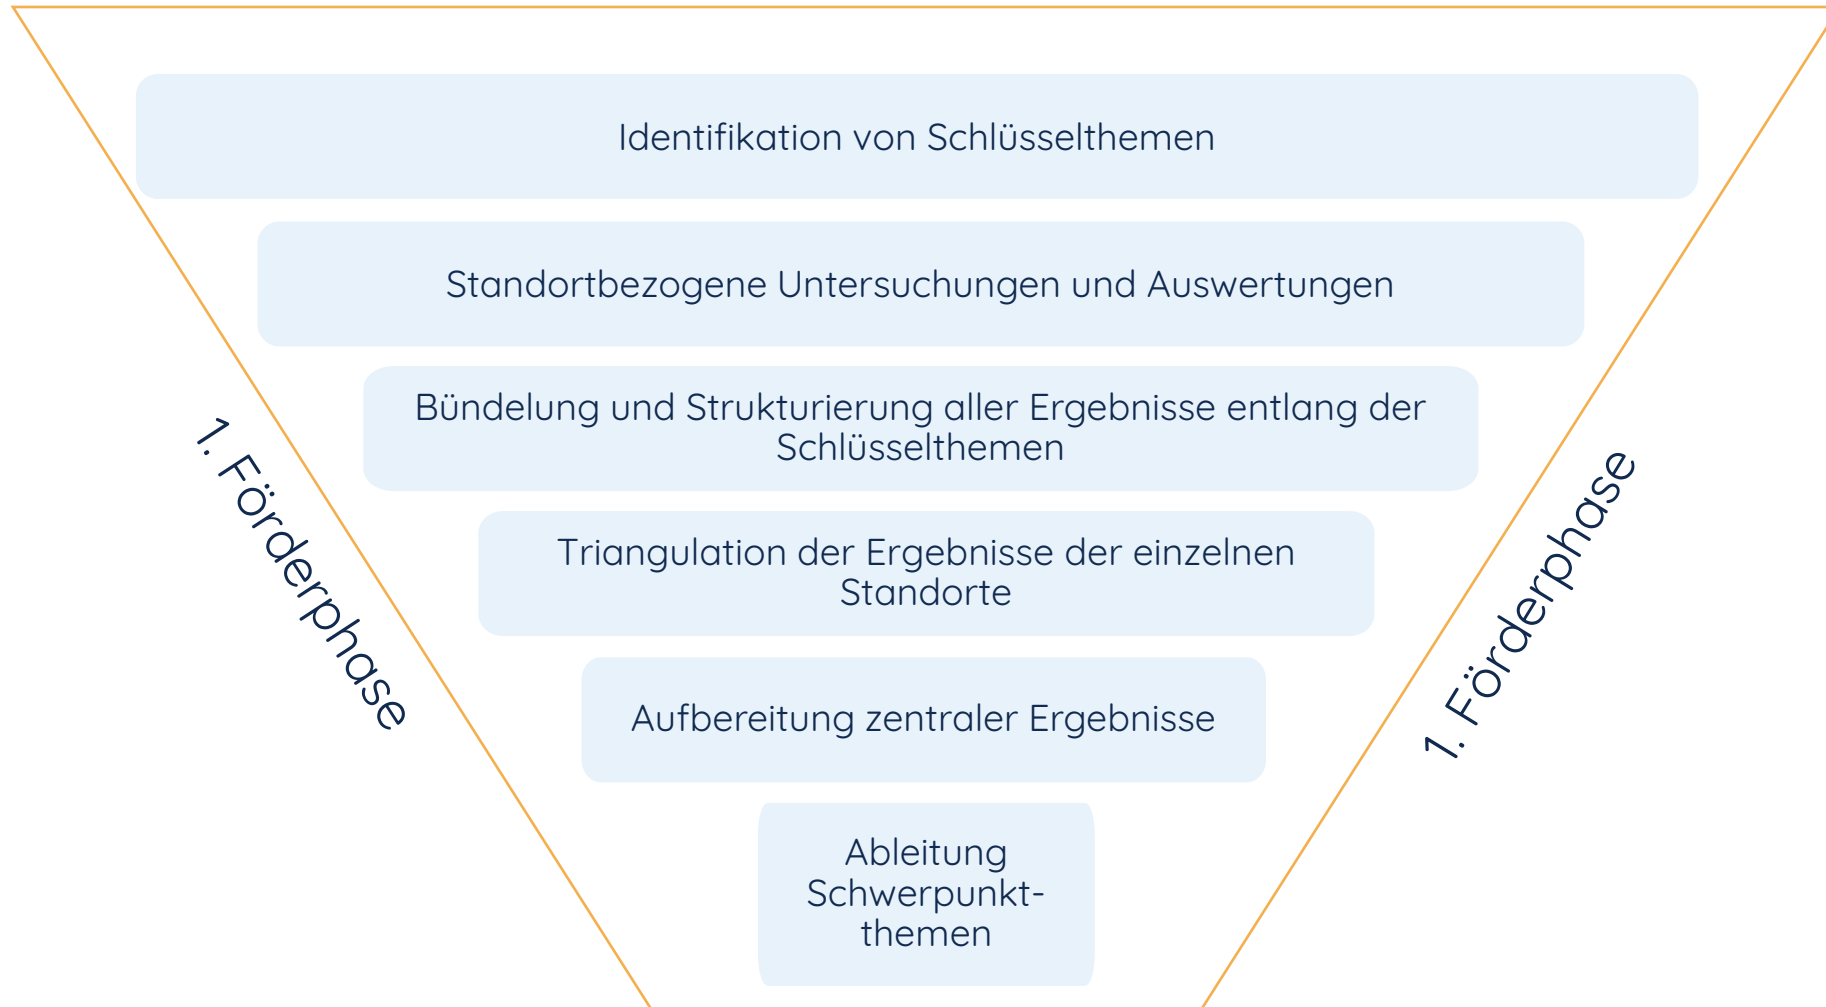 Identifikation von Schlüsselthemen
Standortbezogene Untersuchungen und Auswertungen
Bündelung und Strukturierung aller Ergebnisse entlang der
Schlüsselthemen
1. Förderphase
1. Förderphase
Triangulation der Ergebnisse der einzelnen
Standorte
Aufbereitung zentraler Ergebnisse
Ableitung
Schwerpunkt-
themen